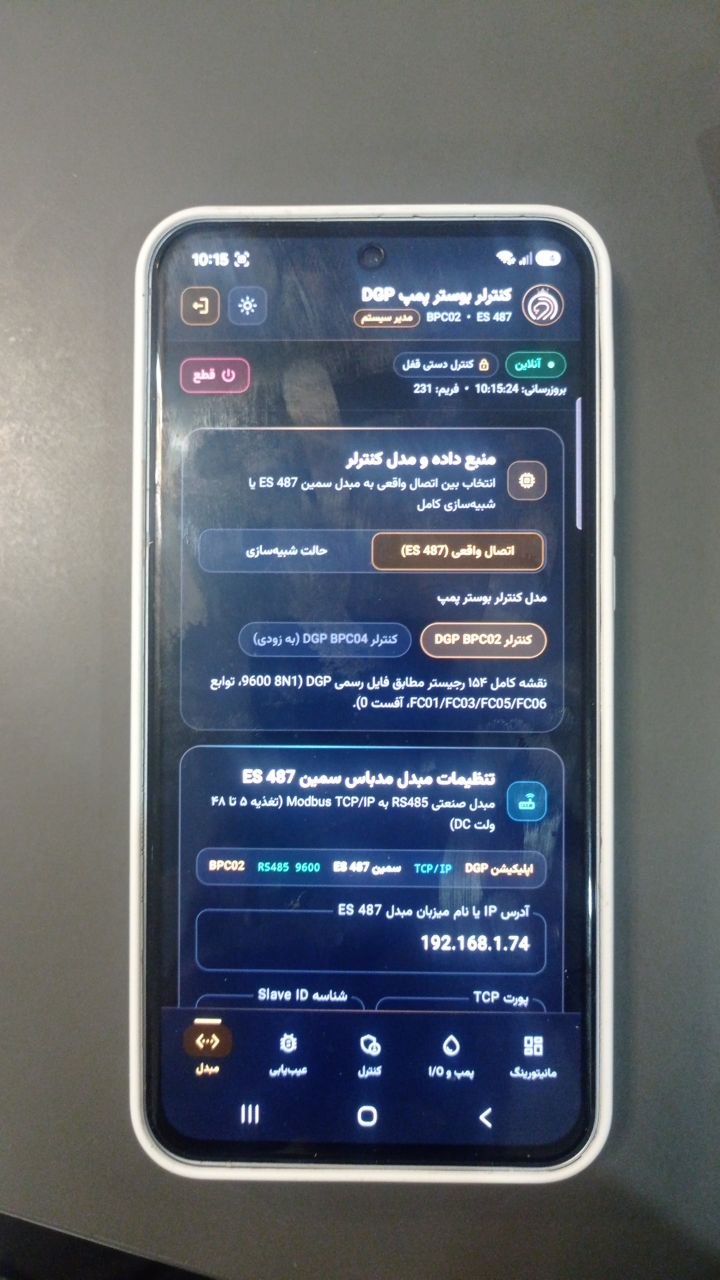 10:15
کنترلر بوستر پمپ DGP
ES 487 • BPC02 مدیر سیستم
آنلاین
کنترل دستی قفل
قطع
بروزرسانی: 10:15:24 • فریم: 231
منبع داده و مدل کنترلر
انتخاب بین اتصال واقعی به مبدل سمین ES 487 یا
شبیه‌سازی کامل
اتصال واقعی (ES 487)
حالت شبیه‌سازی
مدل کنترلر بوستر پمپ
کنترلر DGP BPC02
کنترلر DGP BPC04 (به زودی)
نقشه کامل ۱۵۴ رجیستر مطابق فایل رسمی DGP (9600 8N1، توابع
FC01/FC03/FC05/FC06، آفست 0).
تنظیمات مبدل مدباس سمین ES 487
مبدل صنعتی RS485 به Modbus TCP/IP (تغذیه ۵ تا ۴۸
ولت DC)
اپلیکیشن DGP TCP/IP سمین ES 487 RS485 9600 BPC02
آدرس IP یا نام میزبان مبدل ES 487
192.168.1.74
پورت TCP
شناسه Slave ID
مانیتورینگ
پمپ و I/O
کنترل
عیب‌یابی
مبدل